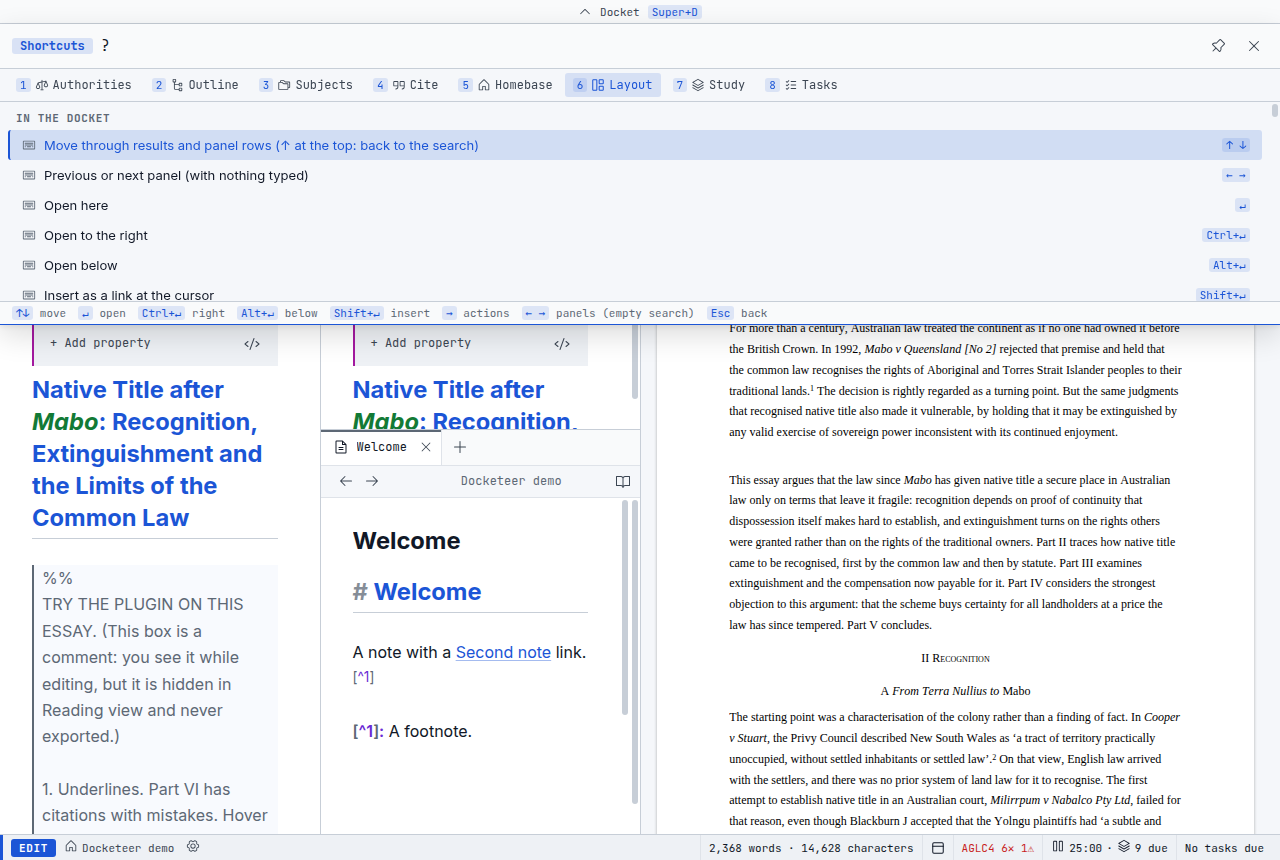 Docket Super+D
Shortcuts ?
1 Authorities 2 Outline 3 Subjects 4 Cite 5 Homebase 6 Layout 7 Study 8 Tasks
IN THE DOCKET
Move through results and panel rows (↑ at the top: back to the search) ↑ ↓
Previous or next panel (with nothing typed) ← →
Open here ↵
Open to the right Ctrl+↵
Open below Alt+↵
Insert as a link at the cursor Shift+↵
↑↓ move ↵ open Ctrl+↵ right Alt+↵ below Shift+↵ insert → actions ← → panels (empty search) Esc back
+ Add property </>
Native Title after
Mabo: Recognition,
Extinguishment and
the Limits of the
Common Law
%%
TRY THE PLUGIN ON THIS
ESSAY. (This box is a
comment: you see it while
editing, but it is hidden in
Reading view and never
exported.)
1. Underlines. Part VI has
citations with mistakes. Hover
+ Add property </>
Native Title after
Mabo: Recognition,
Welcome
Docketeer demo
Welcome
# Welcome
A note with a Second note link.
[^1]
[^1]: A footnote.
For more than a century, Australian law treated the continent as if no one had owned it before
the British Crown. In 1992, Mabo v Queensland [No 2] rejected that premise and held that
the common law recognises the rights of Aboriginal and Torres Strait Islander peoples to their
traditional lands.1 The decision is rightly regarded as a turning point. But the same judgments
that recognised native title also made it vulnerable, by holding that it may be extinguished by
any valid exercise of sovereign power inconsistent with its continued enjoyment.
This essay argues that the law since Mabo has given native title a secure place in Australian
law only on terms that leave it fragile: recognition depends on proof of continuity that
dispossession itself makes hard to establish, and extinguishment turns on the rights others
were granted rather than on the rights of the traditional owners. Part II traces how native title
came to be recognised, first by the common law and then by statute. Part III examines
extinguishment and the compensation now payable for it. Part IV considers the strongest
objection to this argument: that the scheme buys certainty for all landholders at a price the
law has since tempered. Part V concludes.
II Recognition
A From Terra Nullius to Mabo
The starting point was a characterisation of the colony rather than a finding of fact. In Cooper
v Stuart, the Privy Council described New South Wales as ‘a tract of territory practically
unoccupied, without settled inhabitants or settled law’.2 On that view, English law arrived
with the settlers, and there was no prior system of land law for it to recognise. The first
attempt to establish native title in an Australian court, Milirrpum v Nabalco Pty Ltd, failed for
that reason, even though Blackburn J accepted that the Yolngu plaintiffs had ‘a subtle and
EDIT Docketeer demo 2,368 words · 14,628 characters AGLC4 6× 1⚠ 25:00 · 9 due No tasks due